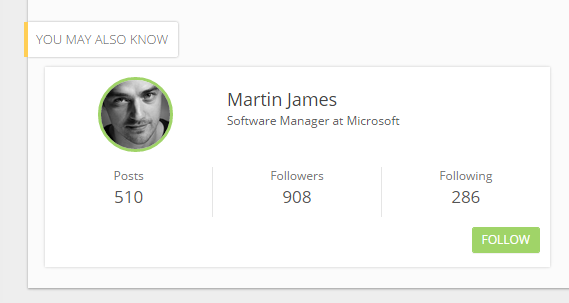 YOU MAY ALSO KNOW
Martin James
Software Manager at Microsoft
Posts
510
Followers
908
Following
286
FOLLOW